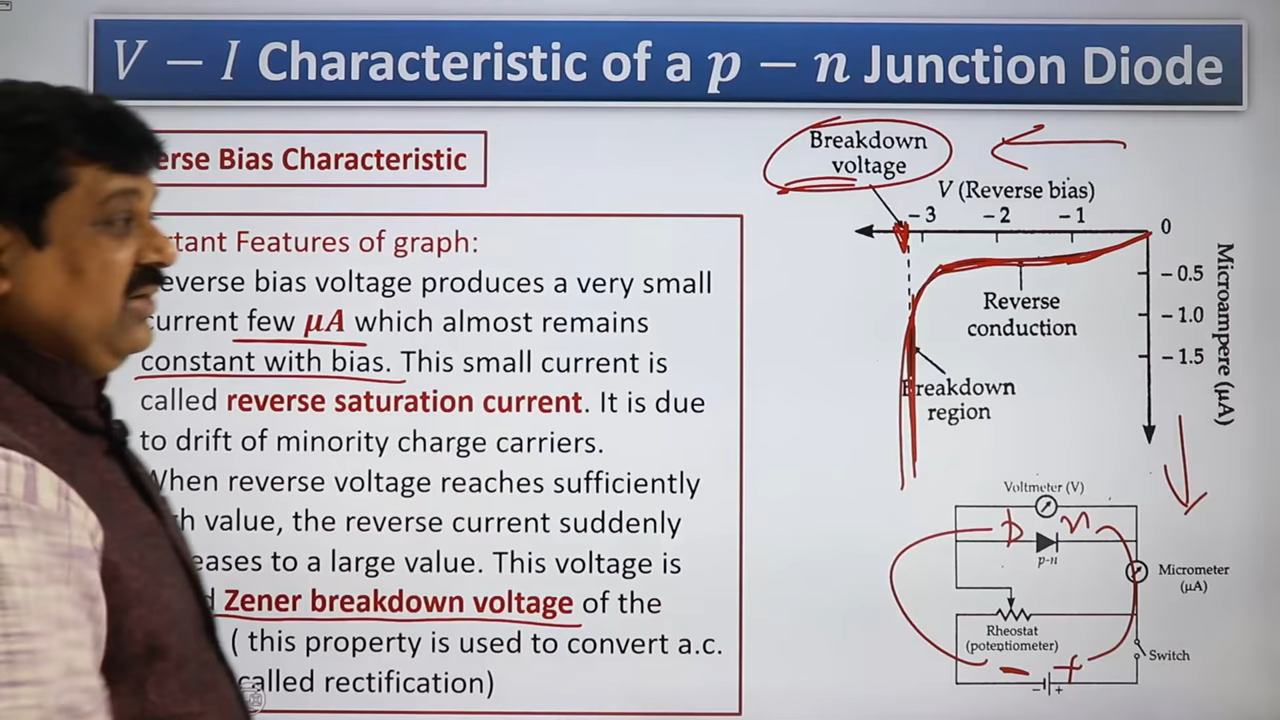 V – I Characteristic of a p – n Junction Diode
erse Bias Characteristic
tant Features of graph:
everse bias voltage produces a very small
current few μA which almost remains
constant with bias. This small current is
called reverse saturation current. It is due
to drift of minority charge carriers.
When reverse voltage reaches sufficiently
h value, the reverse current suddenly
eases to a large value. This voltage is
Zener breakdown voltage of the
( this property is used to convert a.c.
called rectification)
Breakdown
voltage
V (Reverse bias)
– 3 – 2 – 1 0
– 0.5
– 1.0
– 1.5
Microampere (μA)
Reverse
conduction
Breakdown
region
Voltmeter (V)
p n
p-n
Micrometer
(μA)
Rheostat
(potentiometer)
Switch
– +
– +